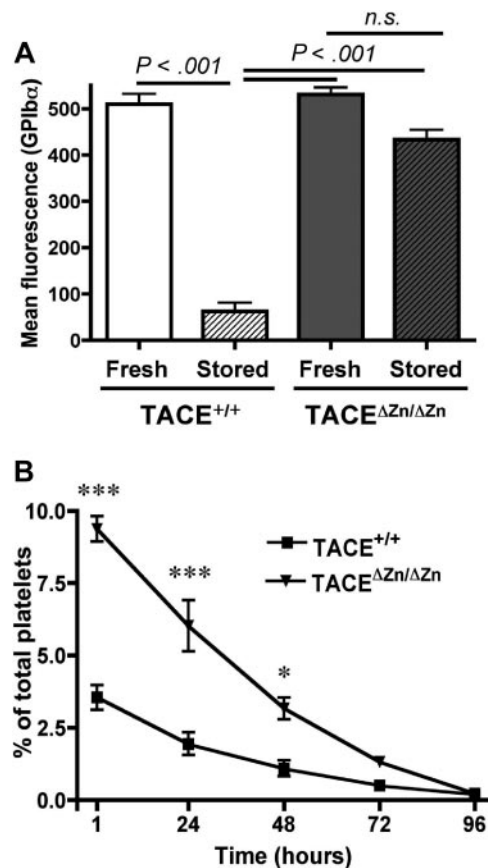 n.s.
A
P < .001
P < .001
Mean fluorescence (GPIbα)
500
400
300
200
100
0
Fresh
Stored
Fresh
Stored
TACE+/+
TACEΔZn/ΔZn
B
***
***
*
TACE+/+
TACEΔZn/ΔZn
% of total platelets
10.0
7.5
5.0
2.5
0.0
1
24
48
72
96
Time (hours)